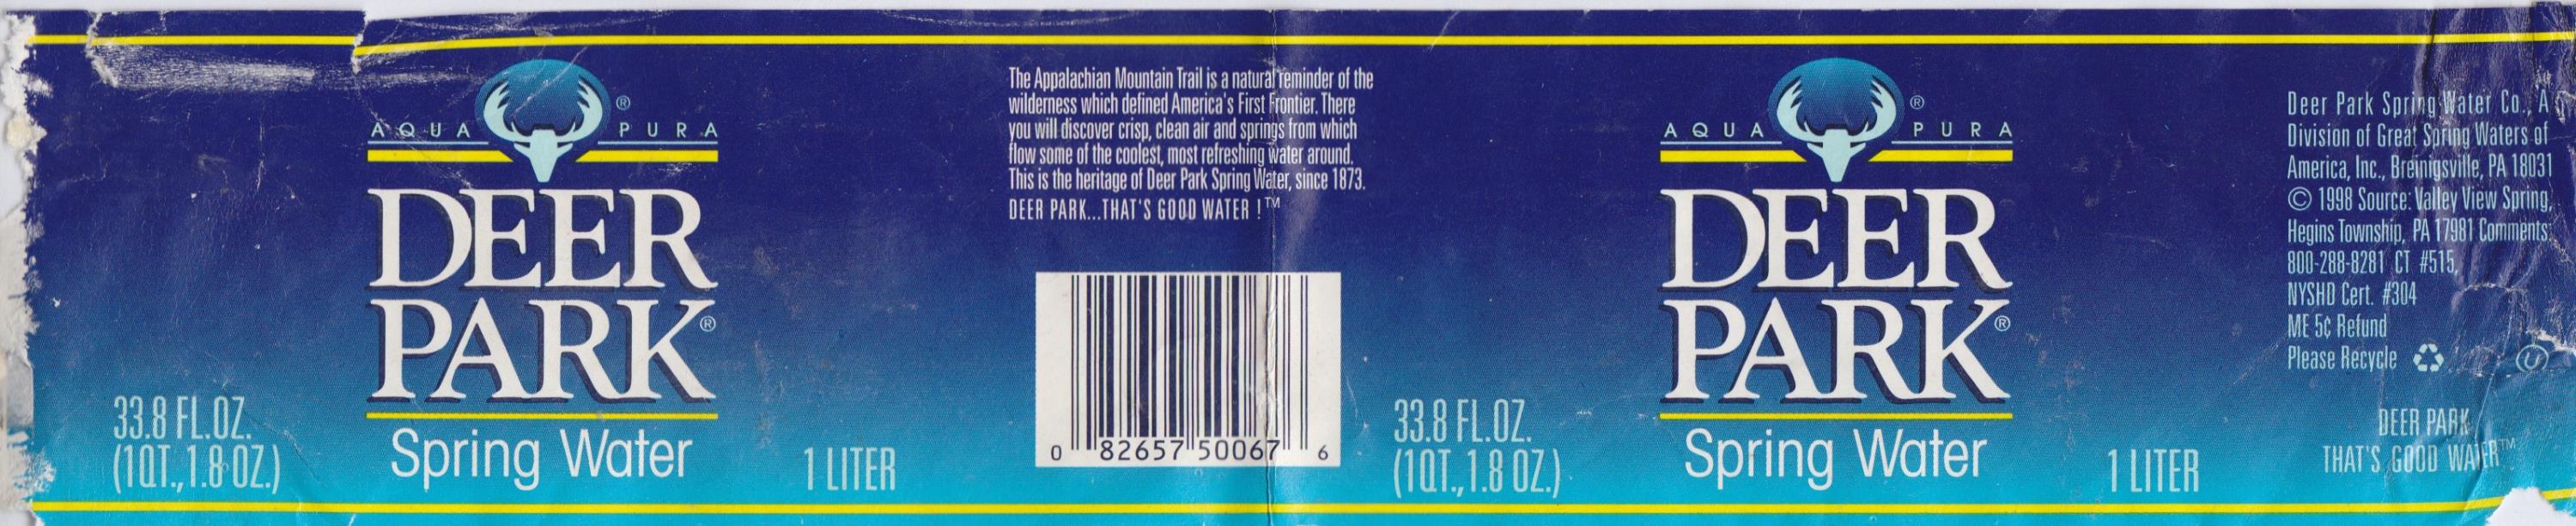 AQUA PURA
®
DEER
PARK®
Spring Water
33.8 FL.OZ.
(1QT.,1.8 OZ.)
1 LITER
The Appalachian Mountain Trail is a natural reminder of the
wilderness which defined America's First Frontier. There
you will discover crisp, clean air and springs from which
flow some of the coolest, most refreshing water around.
This is the heritage of Deer Park Spring Water, since 1873.
DEER PARK...THAT'S GOOD WATER !™
0 82657 50067 6
33.8 FL.OZ.
(1QT.,1.8 OZ.)
AQUA PURA
®
DEER
PARK®
Spring Water
1 LITER
Deer Park Spring Water Co., A
Division of Great Spring Waters of
America, Inc., Breinigsville, PA 18031
© 1998 Source: Valley View Spring,
Hegins Township, PA 17981 Comments:
800-288-8281 CT #515,
NYSHD Cert. #304
ME 5¢ Refund
Please Recycle
U
DEER PARK
THAT'S GOOD WATER™